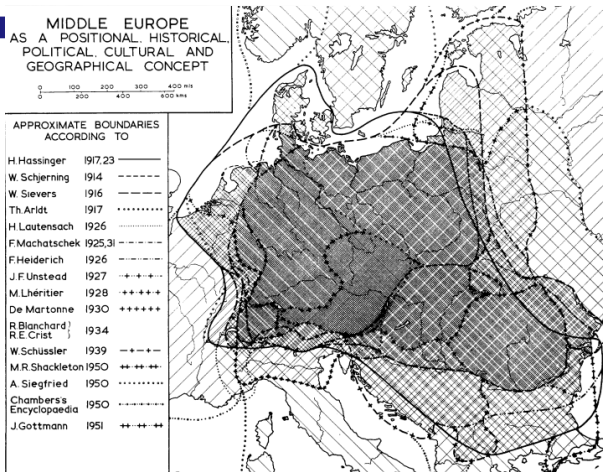 MIDDLE EUROPE
AS A POSITIONAL, HISTORICAL,
POLITICAL, CULTURAL AND
GEOGRAPHICAL CONCEPT
0 100 200 300 400 m/s
0 200 400 600 kms
APPROXIMATE BOUNDARIES
ACCORDING TO
H.Hassinger 1917,23
W. Schjerning 1914
W. Sievers 1916
Th. Arldt 1917
H. Lautensach 1926
F. Machatschek 1925,31
F. Heiderich 1926
J.F. Unstead 1927
M. Lhéritier 1928
De Martonne 1930
R.Blanchard }
R.E. Crist } 1934
W. Schüssler 1939
M.R.Shackleton 1950
A. Siegfried 1950
Chambers's
Encyclopaedia 1950
J. Gottmann 1951